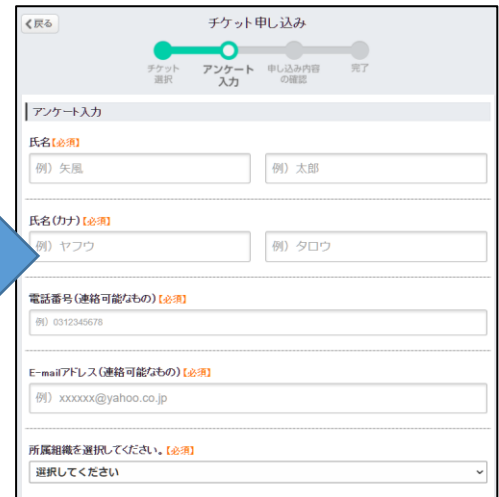 戻る
チケット申し込み
チケット
選択
アンケート
入力
申し込み内容
の確認
完了
アンケート入力
氏名【必須】
例）矢風 例）太郎
氏名(カナ)【必須】
例）ヤフウ 例）タロウ
電話番号(連絡可能なもの)【必須】
例）0312345678
E-mailアドレス(連絡可能なもの)【必須】
例）xxxxxx@yahoo.co.jp
所属組織を選択してください。【必須】
選択してください